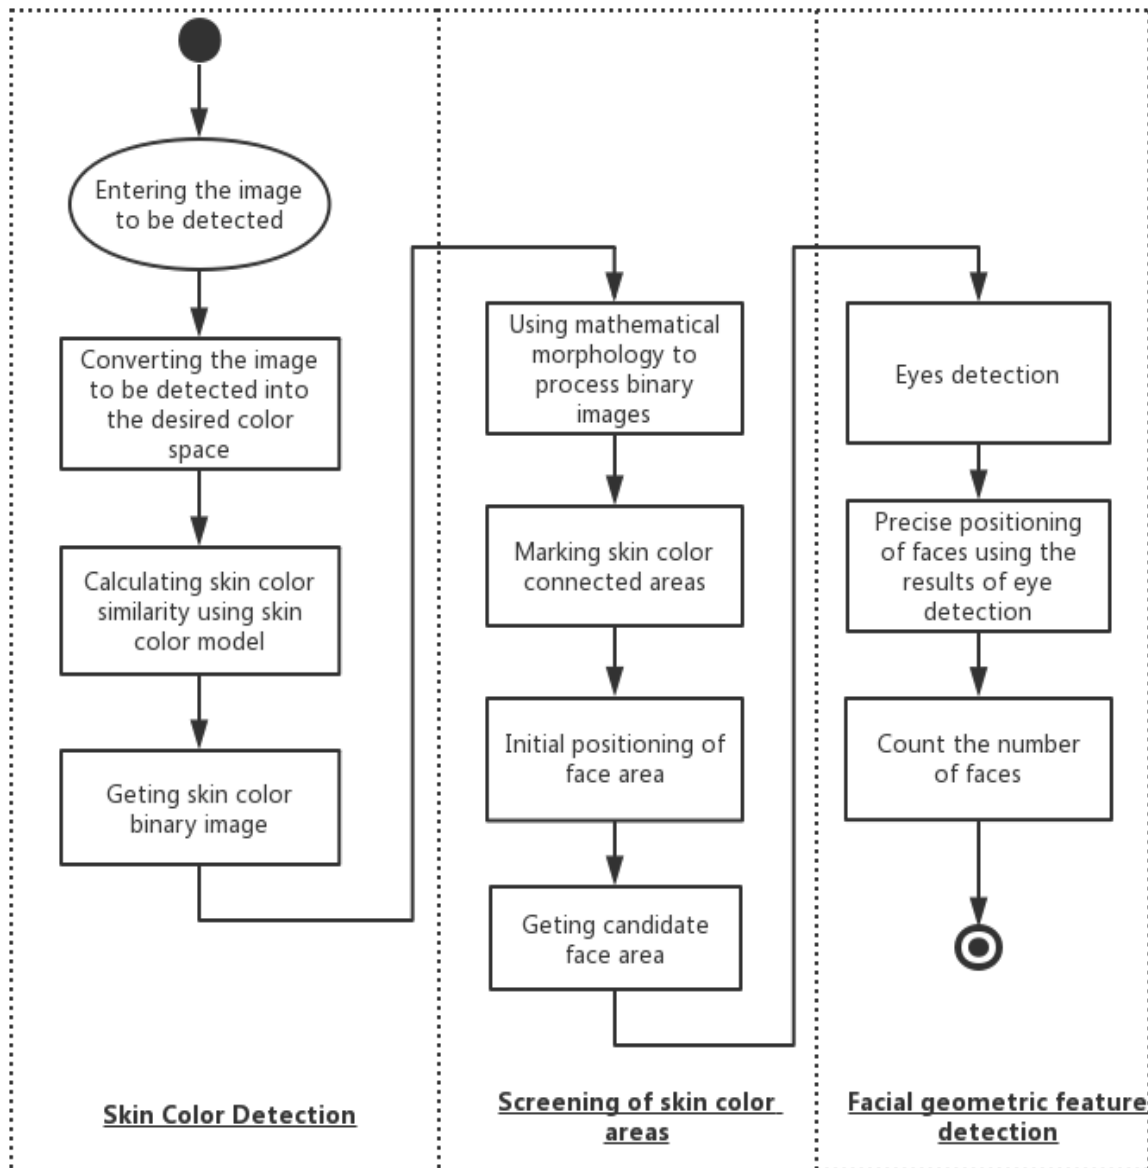 Entering the image
to be detected
Converting the image
to be detected into
the desired color
space
Calculating skin color
similarity using skin
color model
Geting skin color
binary image
Skin Color Detection
Using mathematical
morphology to
process binary
images
Marking skin color
connected areas
Initial positioning of
face area
Geting candidate
face area
Screening of skin color
areas
Eyes detection
Precise positioning
of faces using the
results of eye
detection
Count the number
of faces
Facial geometric feature
detection